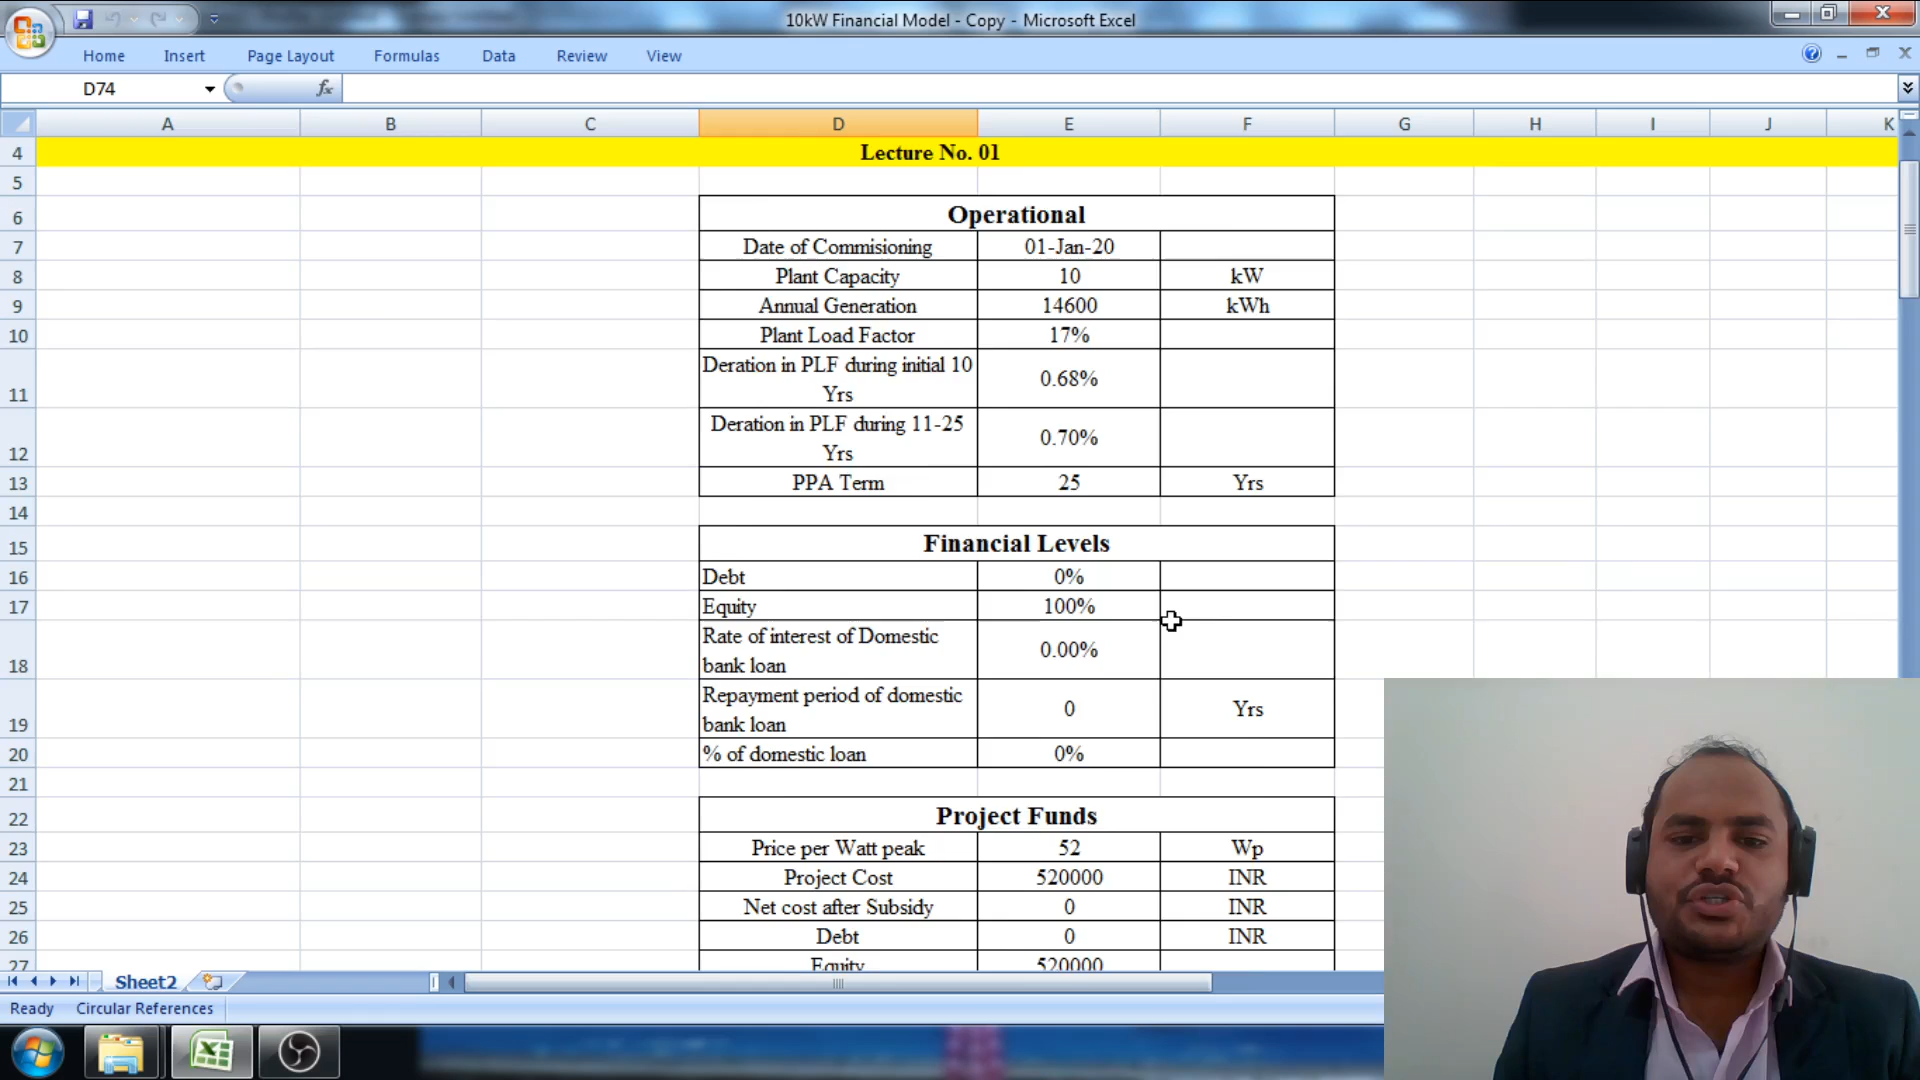 10kW Financial Model - Copy - Microsoft Excel
Home Insert Page Layout Formulas Data Review View
D74 fx
A B C D E F G H I J K
4 Lecture No. 01
5
6 Operational
7 Date of Commisioning 01-Jan-20
8 Plant Capacity 10 kW
9 Annual Generation 14600 kWh
10 Plant Load Factor 17%
Deration in PLF during initial 10
11 Yrs 0.68%
Deration in PLF during 11-25
12 Yrs 0.70%
13 PPA Term 25 Yrs
14
15 Financial Levels
16 Debt 0%
17 Equity 100%
Rate of interest of Domestic
18 bank loan 0.00%
Repayment period of domestic
19 bank loan 0 Yrs
20 % of domestic loan 0%
21
22 Project Funds
23 Price per Watt peak 52 Wp
24 Project Cost 520000 INR
25 Net cost after Subsidy 0 INR
26 Debt 0 INR
27 Equity 520000
Sheet2
Ready Circular References